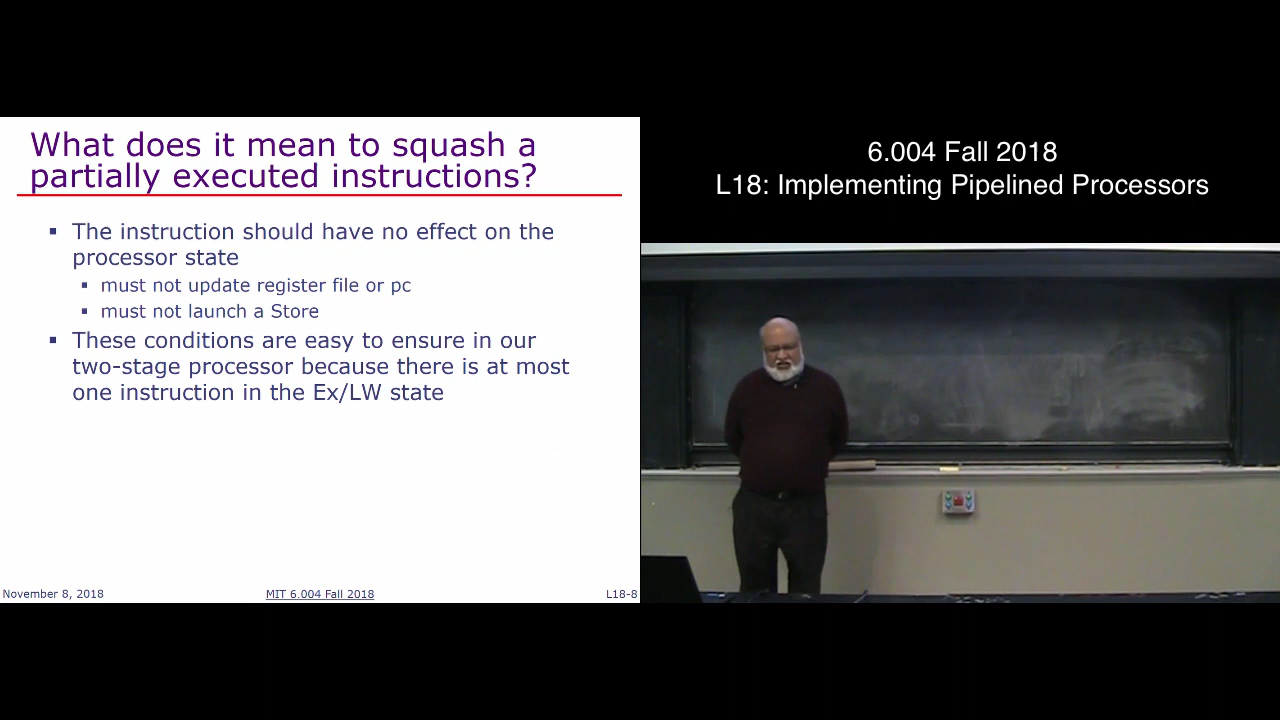 What does it mean to squash a
partially executed instructions?
▪ The instruction should have no effect on the
processor state
▪ must not update register file or pc
▪ must not launch a Store
▪ These conditions are easy to ensure in our
two-stage processor because there is at most
one instruction in the Ex/LW state
November 8, 2018
MIT 6.004 Fall 2018
L18-8
6.004 Fall 2018
L18: Implementing Pipelined Processors